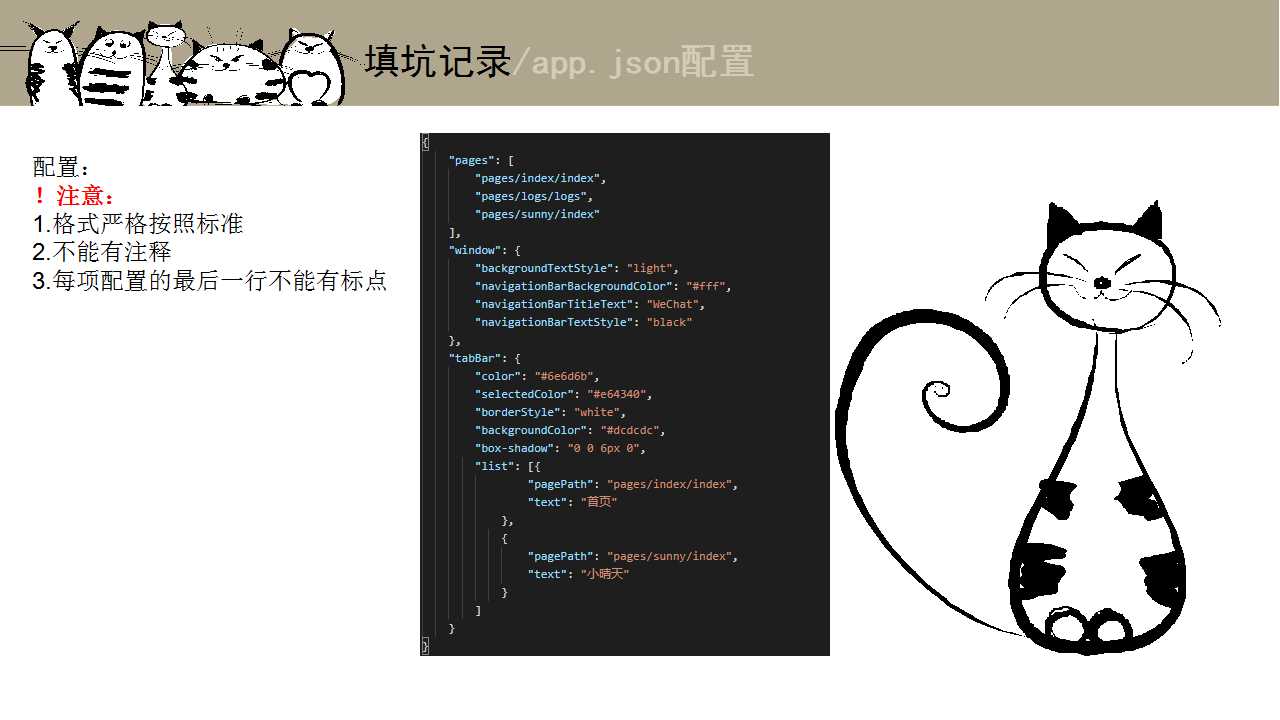 填坑记录/app.json配置
配置：
！注意：
1.格式严格按照标准
2.不能有注释
3.每项配置的最后一行不能有标点
{
"pages": [
"pages/index/index",
"pages/logs/logs",
"pages/sunny/index"
],
"window": {
"backgroundTextStyle": "light",
"navigationBarBackgroundColor": "#fff",
"navigationBarTitleText": "WeChat",
"navigationBarTextStyle": "black"
},
"tabBar": {
"color": "#6e6d6b",
"selectedColor": "#e64340",
"borderStyle": "white",
"backgroundColor": "#dcdcdc",
"box-shadow": "0 0 6px 0",
"list": [{
"pagePath": "pages/index/index",
"text": "首页"
},
{
"pagePath": "pages/sunny/index",
"text": "小晴天"
}
]
}
}